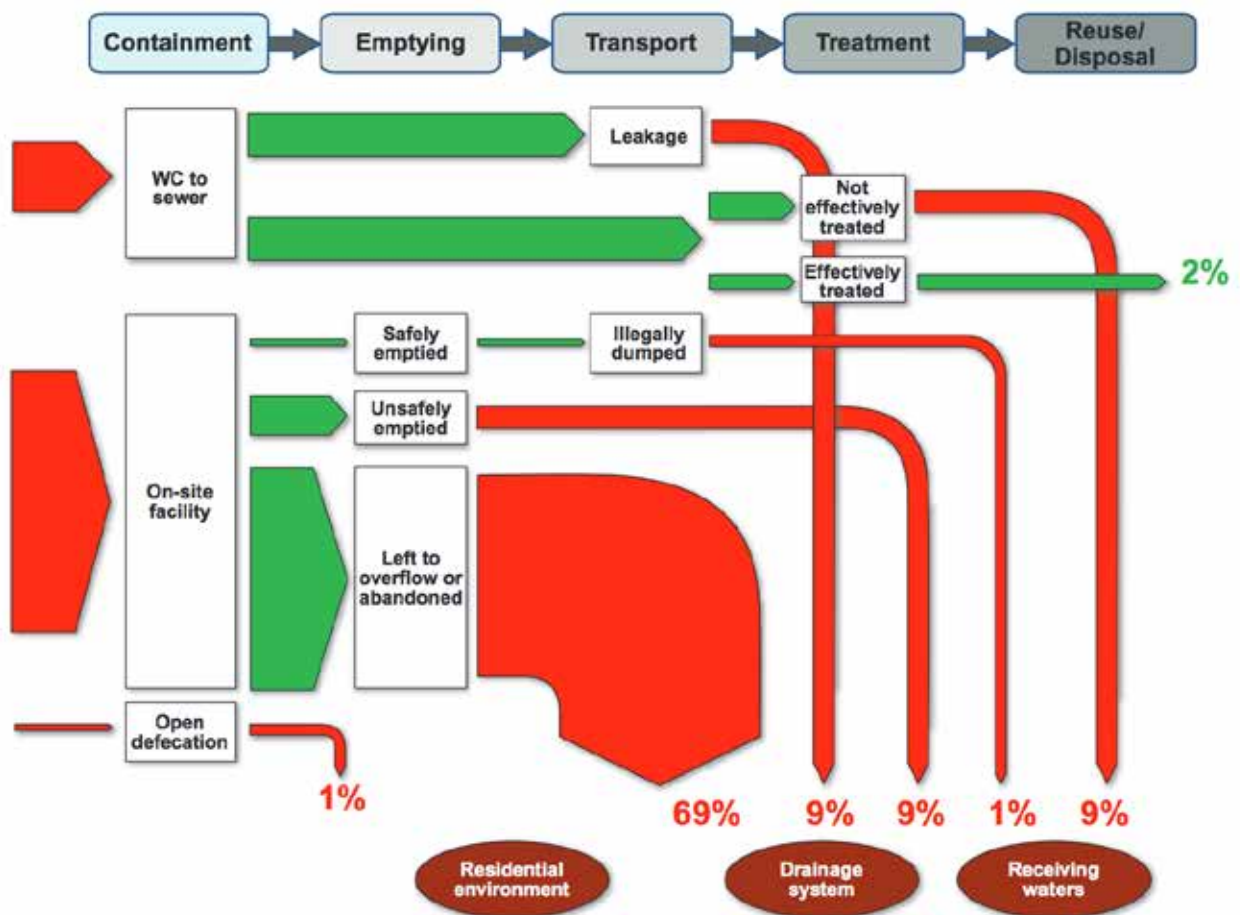 Containment
Emptying
Transport
Treatment
Reuse/
Disposal
WC to
sewer
Leakage
Not
effectively
treated
Effectively
treated
2%
On-site
facility
Safely
emptied
Illegally
dumped
Unsafely
emptied
Left to
overflow or
abandoned
Open
defecation
1%
69%
9%
9%
1%
9%
Residential
environment
Drainage
system
Receiving
waters